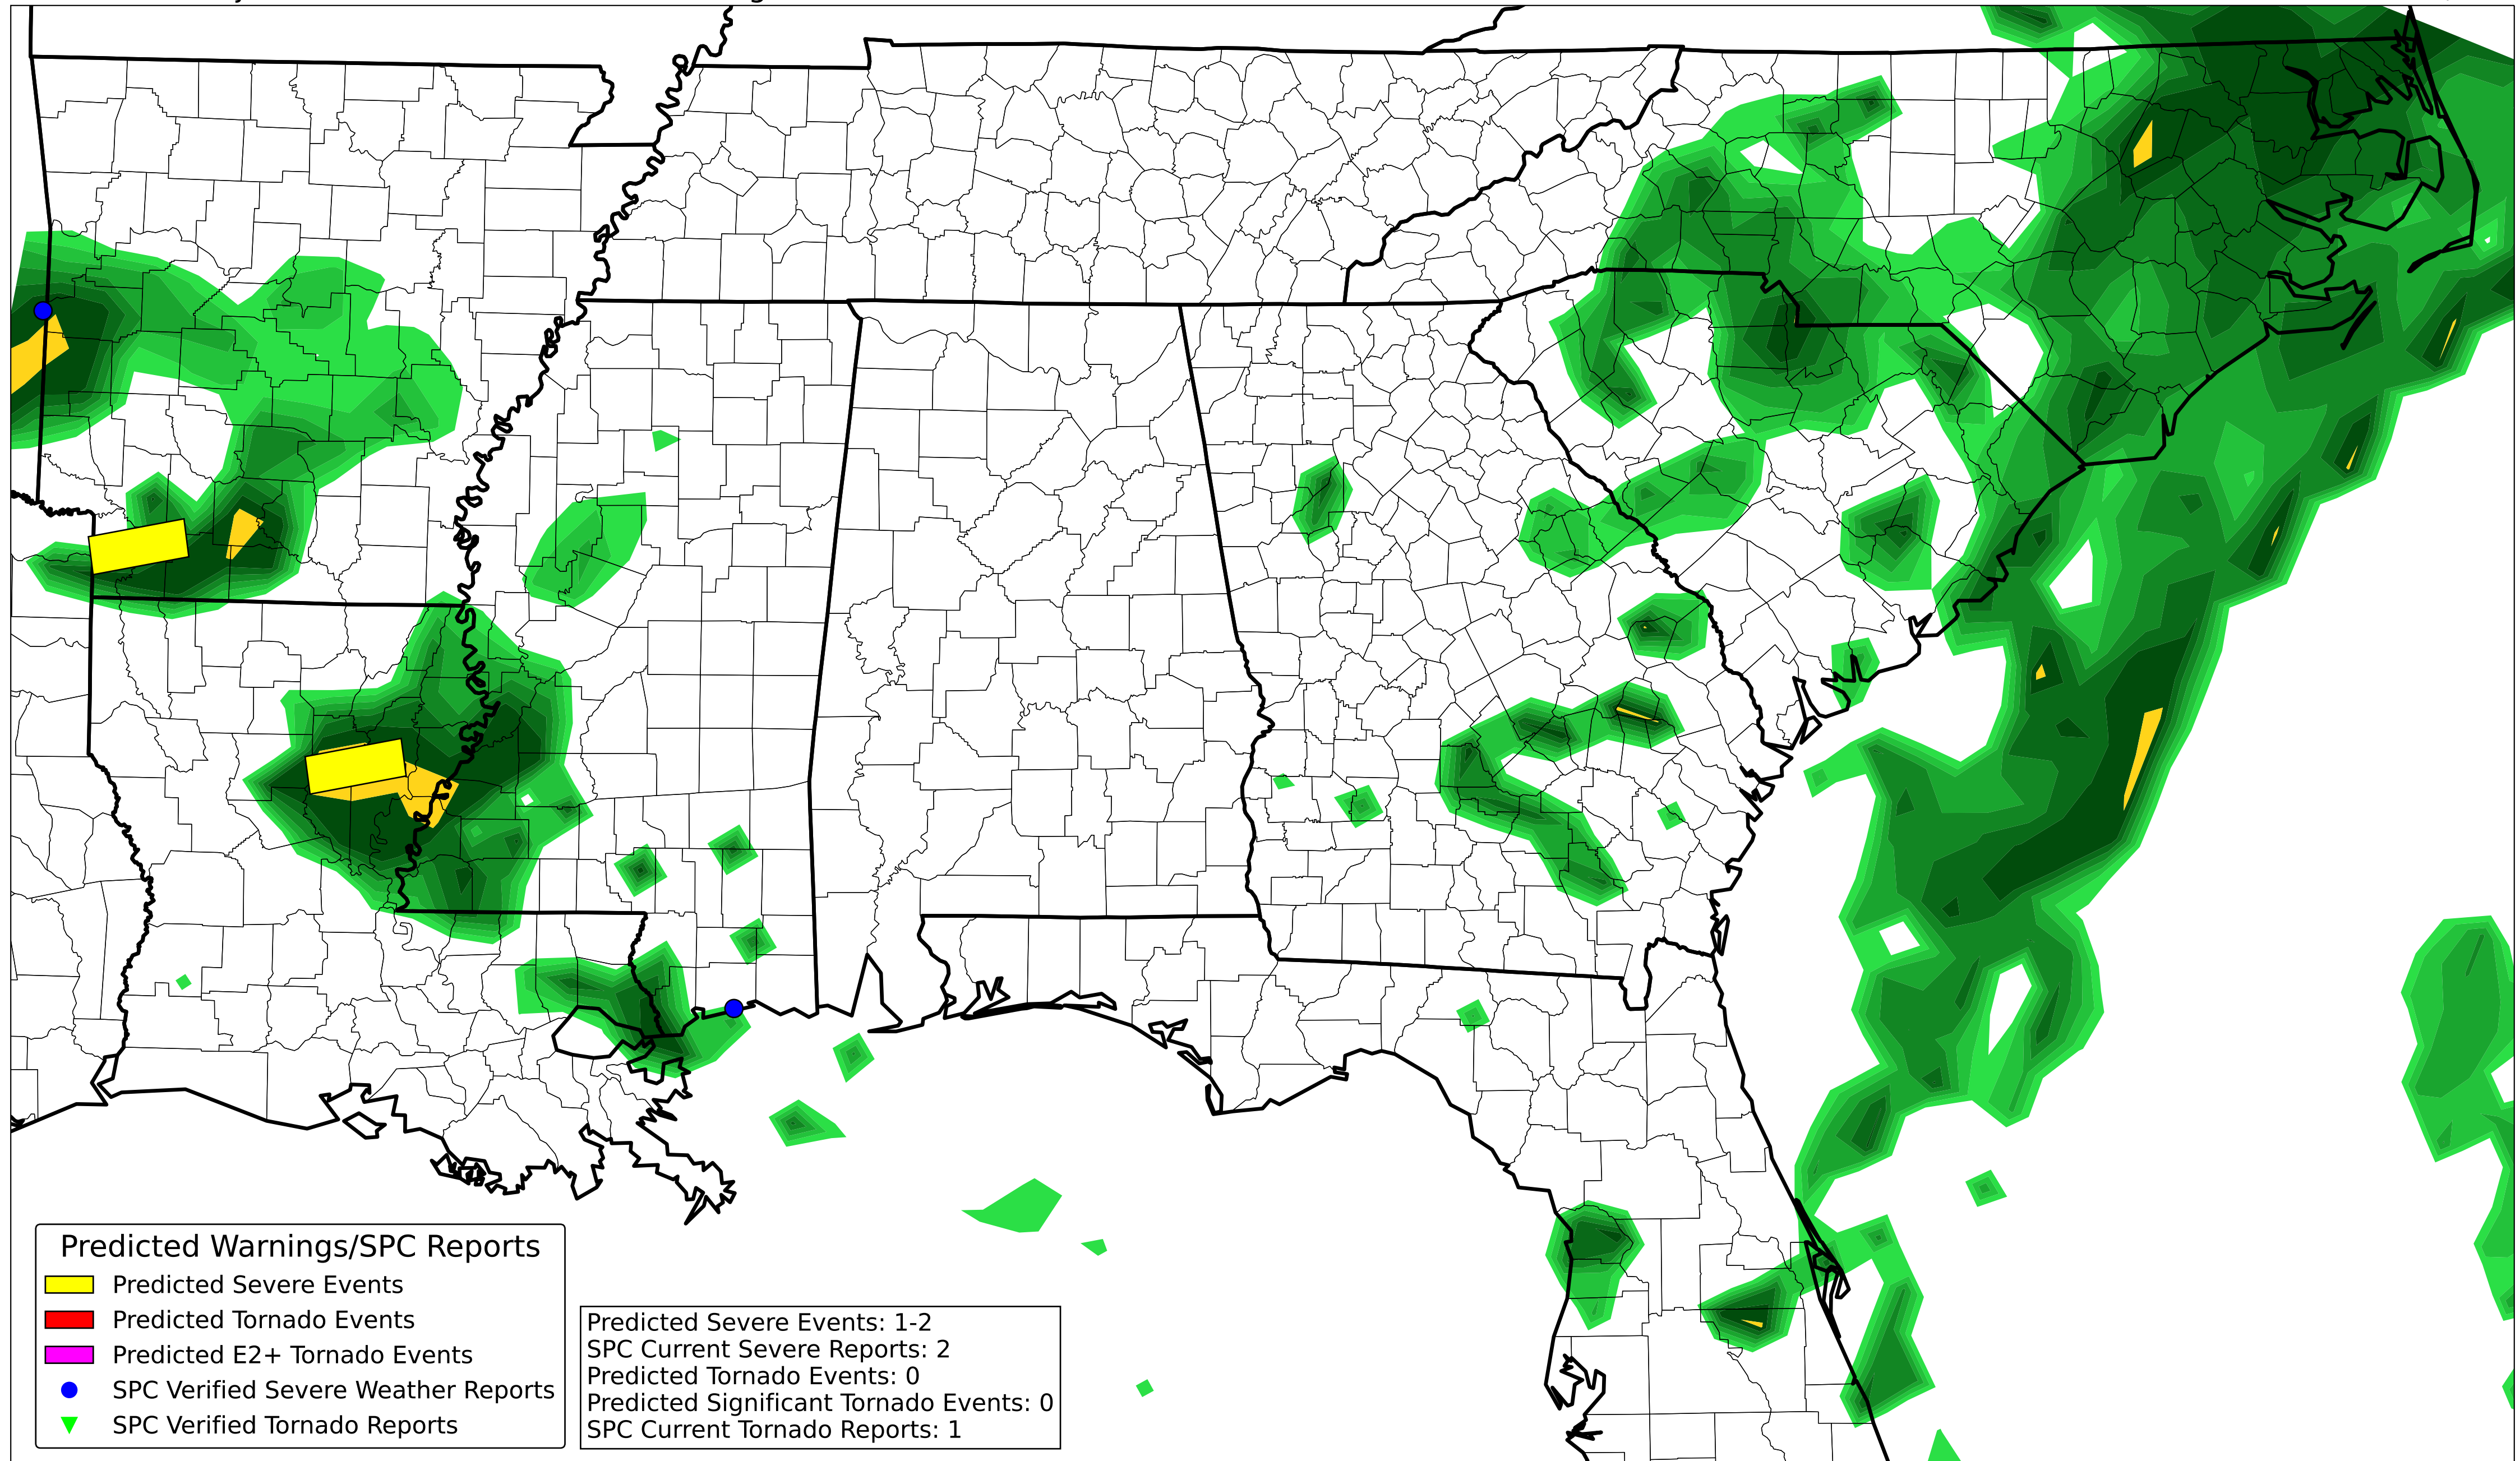 Predicted Warnings/SPC Reports
Predicted Severe Events
Predicted Tornado Events
Predicted E2+ Tornado Events
SPC Verified Severe Weather Reports
SPC Verified Tornado Reports
Predicted Severe Events: 1-2
SPC Current Severe Reports: 2
Predicted Tornado Events: 0
Predicted Significant Tornado Events: 0
SPC Current Tornado Reports: 1